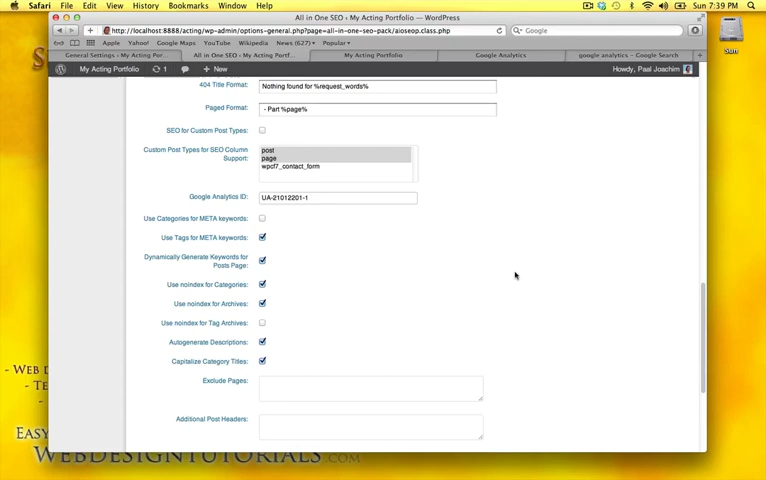 Safari File Edit View History Bookmarks Window Help Sun 7:39 PM
All in One SEO ‹ My Acting Portfolio — WordPress
http://localhost:8888/acting/wp-admin/options-general.php?page=all-in-one-seo-pack/aioseop.class.php
Google
Apple Yahoo! Google Maps YouTube Wikipedia News (627) Popular
General Settings ‹ My Acting Por... All in One SEO ‹ My Acting Portf... My Acting Portfolio Google Analytics google analytics – Google Search
My Acting Portfolio 1 New Howdy, Paal Joachim
Sun
404 Title Format: Nothing found for %request_words%
Paged Format: - Part %page%
SEO for Custom Post Types:
Custom Post Types for SEO Column
Support:
post
page
wpcf7_contact_form
Google Analytics ID: UA-21012201-1
Use Categories for META keywords:
Use Tags for META keywords:
Dynamically Generate Keywords for
Posts Page:
Use noindex for Categories:
Use noindex for Archives:
Use noindex for Tag Archives:
Autogenerate Descriptions:
Capitalize Category Titles:
Exclude Pages:
Additional Post Headers:
- WEB D
- TE
-
EASY
WEBDESIGNTUTORIALS.COM